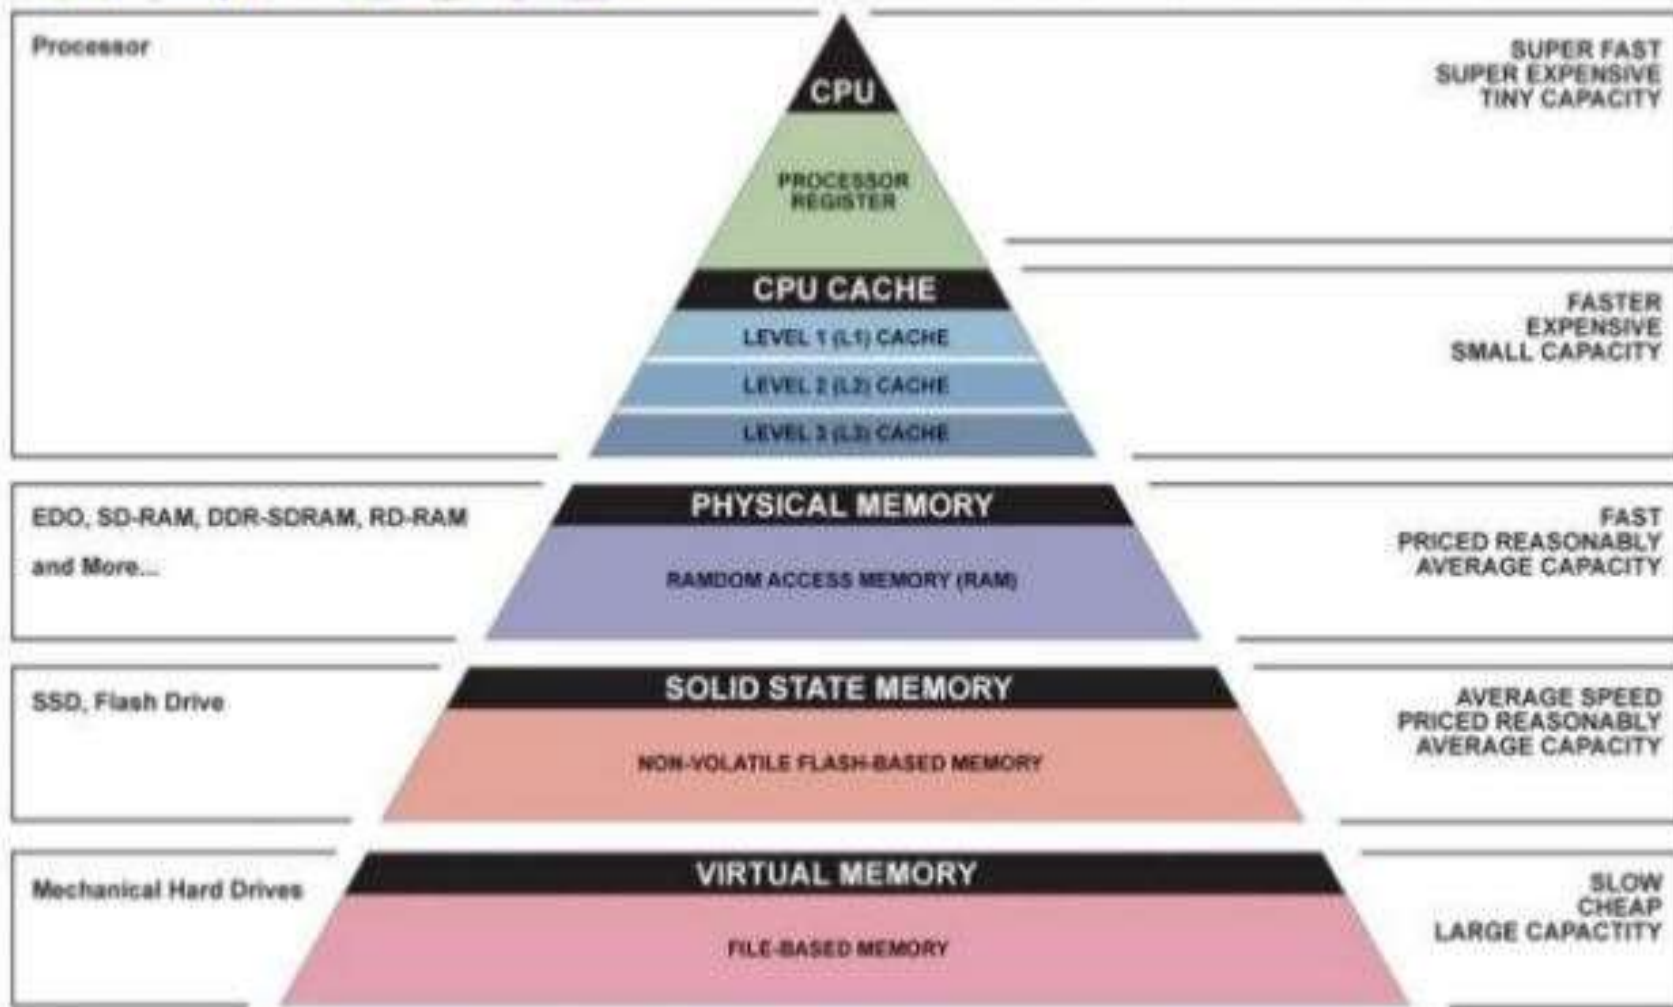 Processor
SUPER FAST
SUPER EXPENSIVE
TINY CAPACITY
CPU
PROCESSOR
REGISTER
CPU CACHE
FASTER
EXPENSIVE
SMALL CAPACITY
LEVEL 1 (L1) CACHE
LEVEL 2 (L2) CACHE
LEVEL 3 (L3) CACHE
EDO, SD-RAM, DDR-SDRAM, RD-RAM
and More...
PHYSICAL MEMORY
RAMDOM ACCESS MEMORY (RAM)
FAST
PRICED REASONABLY
AVERAGE CAPACITY
SSD, Flash Drive
SOLID STATE MEMORY
NON-VOLATILE FLASH-BASED MEMORY
AVERAGE SPEED
PRICED REASONABLY
AVERAGE CAPACITY
Mechanical Hard Drives
VIRTUAL MEMORY
FILE-BASED MEMORY
SLOW
CHEAP
LARGE CAPACTITY